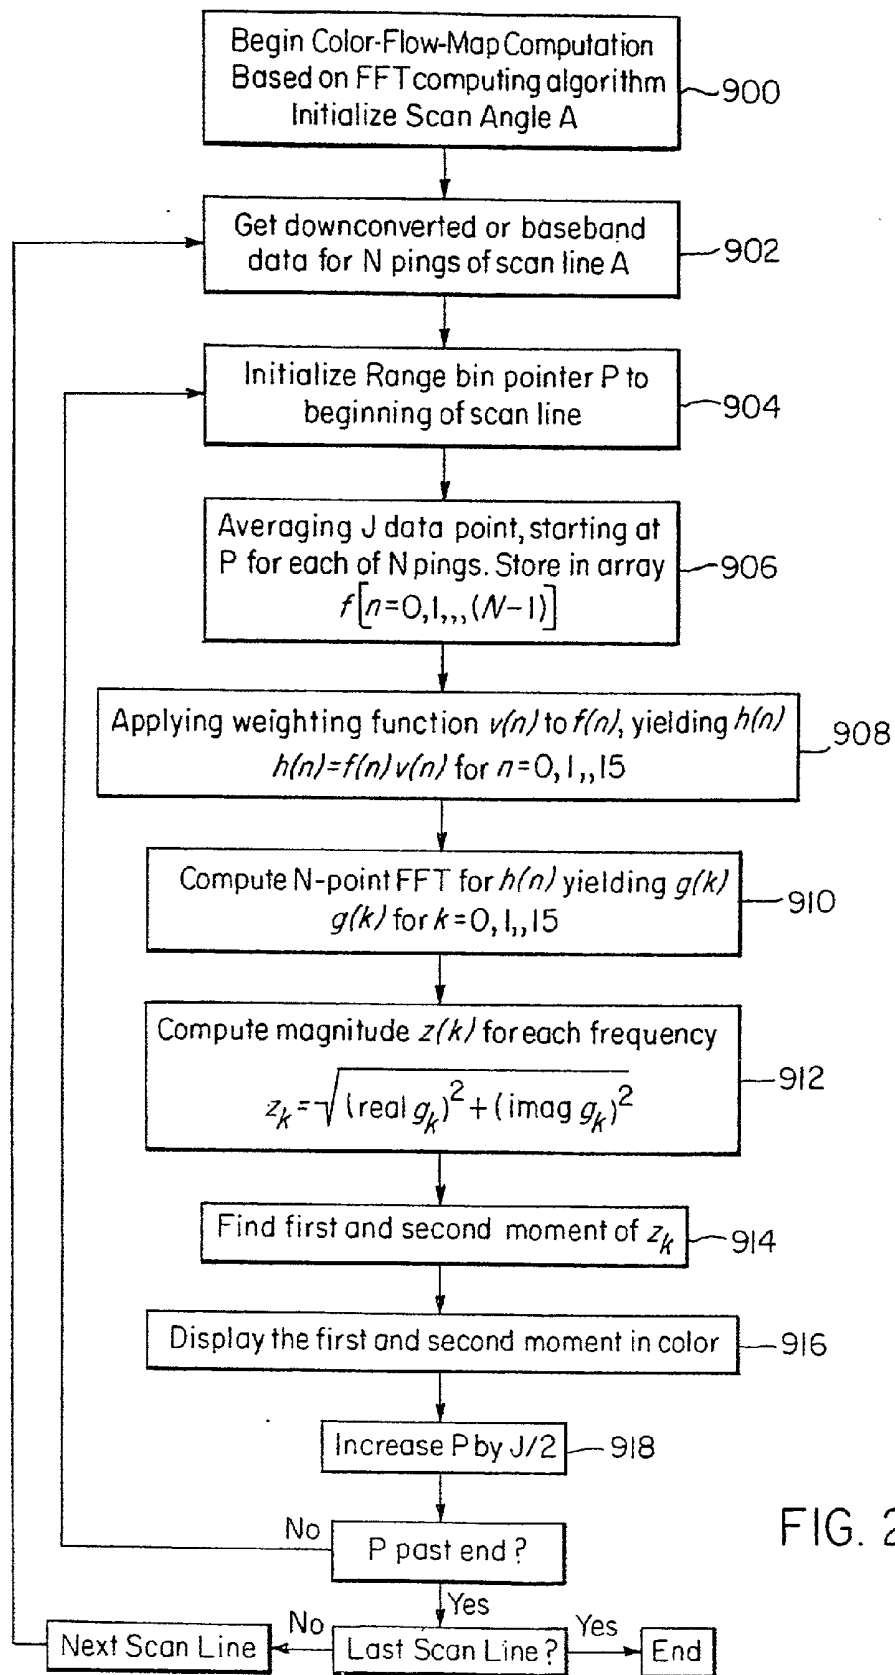 Begin Color-Flow-Map Computation
Based on FFT computing algorithm
Initialize Scan Angle A
900
Get downconverted or baseband
data for N pings of scan line A
902
Initialize Range bin pointer P to
beginning of scan line
904
Averaging J data point, starting at
P for each of N pings. Store in array
f[n=0,1,,,(N-1)]
906
Applying weighting function v(n) to f(n), yielding h(n)
h(n)=f(n)v(n) for n=0,1,,15
908
Compute N-point FFT for h(n) yielding g(k)
g(k) for k=0,1,,15
910
Compute magnitude z(k) for each frequency
z_k=√(real g_k)²+(imag g_k)²
912
Find first and second moment of z_k
914
Display the first and second moment in color
916
Increase P by J/2
918
No
P past end?
FIG. 2
Yes
Next Scan Line
No
Last Scan Line?
Yes
End